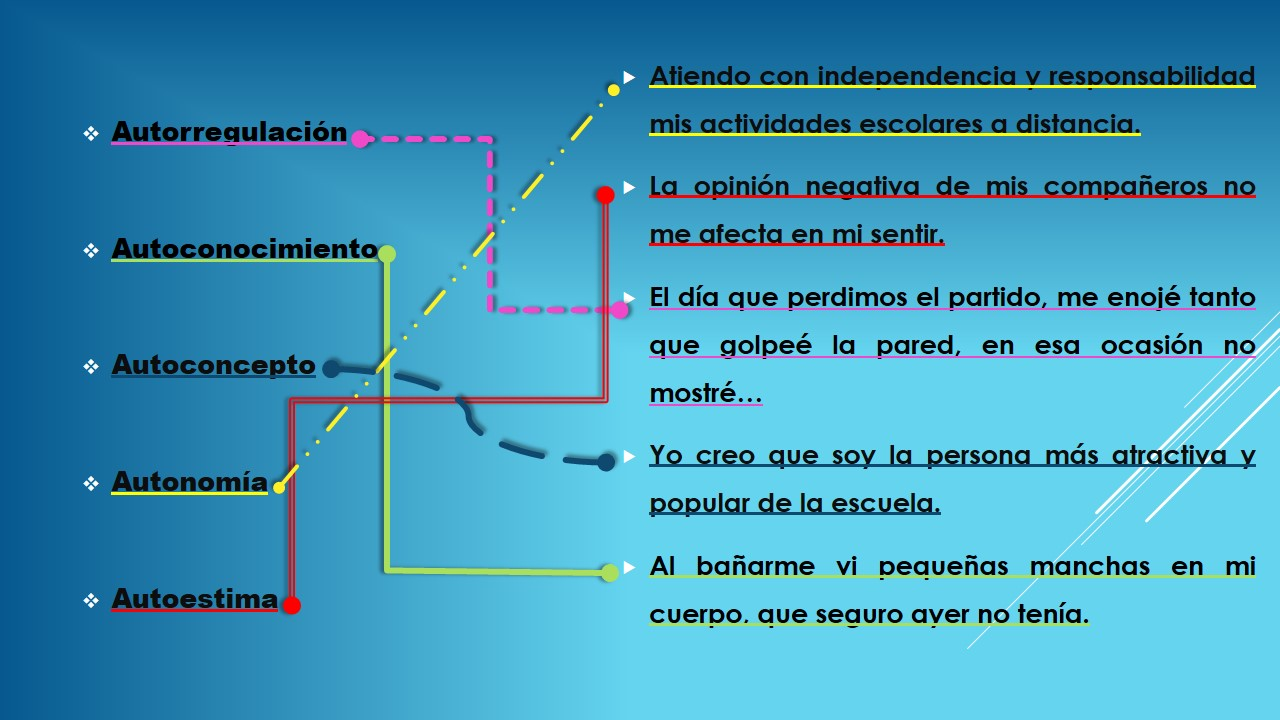 Autorregulación
Autoconocimiento
Autoconcepto
Autonomía
Autoestima
Atiendo con independencia y responsabilidad
mis actividades escolares a distancia.
La opinión negativa de mis compañeros no
me afecta en mi sentir.
El día que perdimos el partido, me enojé tanto
que golpeé la pared, en esa ocasión no
mostré…
Yo creo que soy la persona más atractiva y
popular de la escuela.
Al bañarme vi pequeñas manchas en mi
cuerpo, que seguro ayer no tenía.